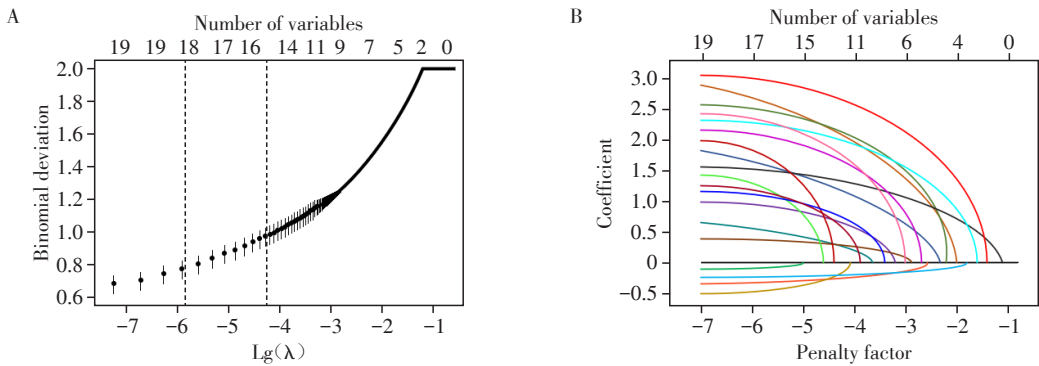 A
Number of variables
19 19 18 17 16 14 11 9 7 5 2 0
2.0
1.8
1.6
1.4
1.2
1.0
0.8
0.6
Binomial deviation
−7 −6 −5 −4 −3 −2 −1
Lg(λ)
B
Number of variables
19 17 15 11 6 4 0
3.0
2.5
2.0
1.5
1.0
0.5
0
−0.5
Coefficient
−7 −6 −5 −4 −3 −2 −1
Penalty factor